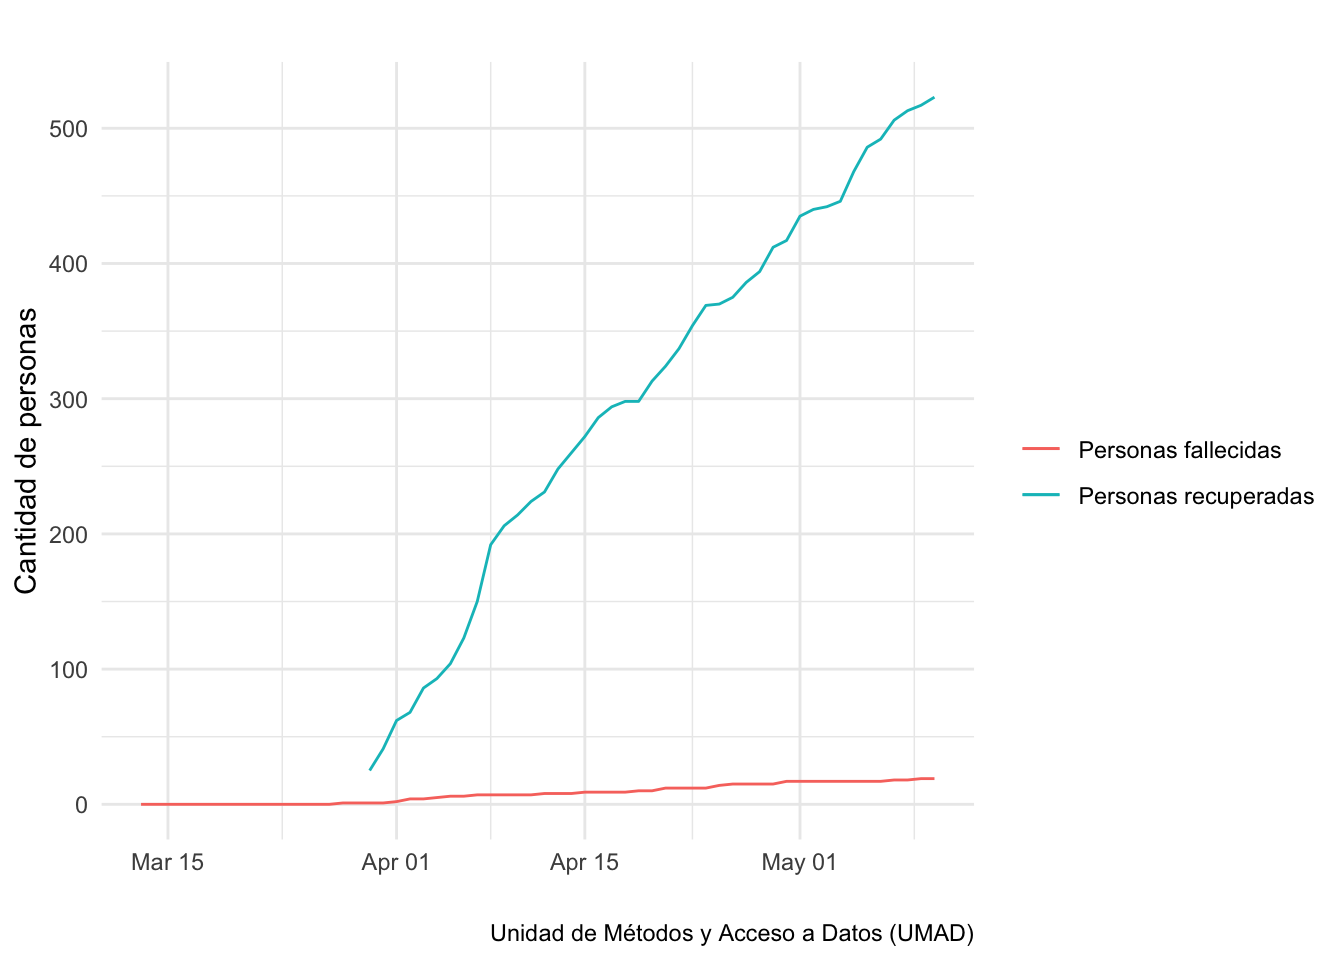 500
400
300
200
100
0
Cantidad de personas
Mar 15
Apr 01
Apr 15
May 01
Personas fallecidas
Personas recuperadas
Unidad de Métodos y Acceso a Datos (UMAD)